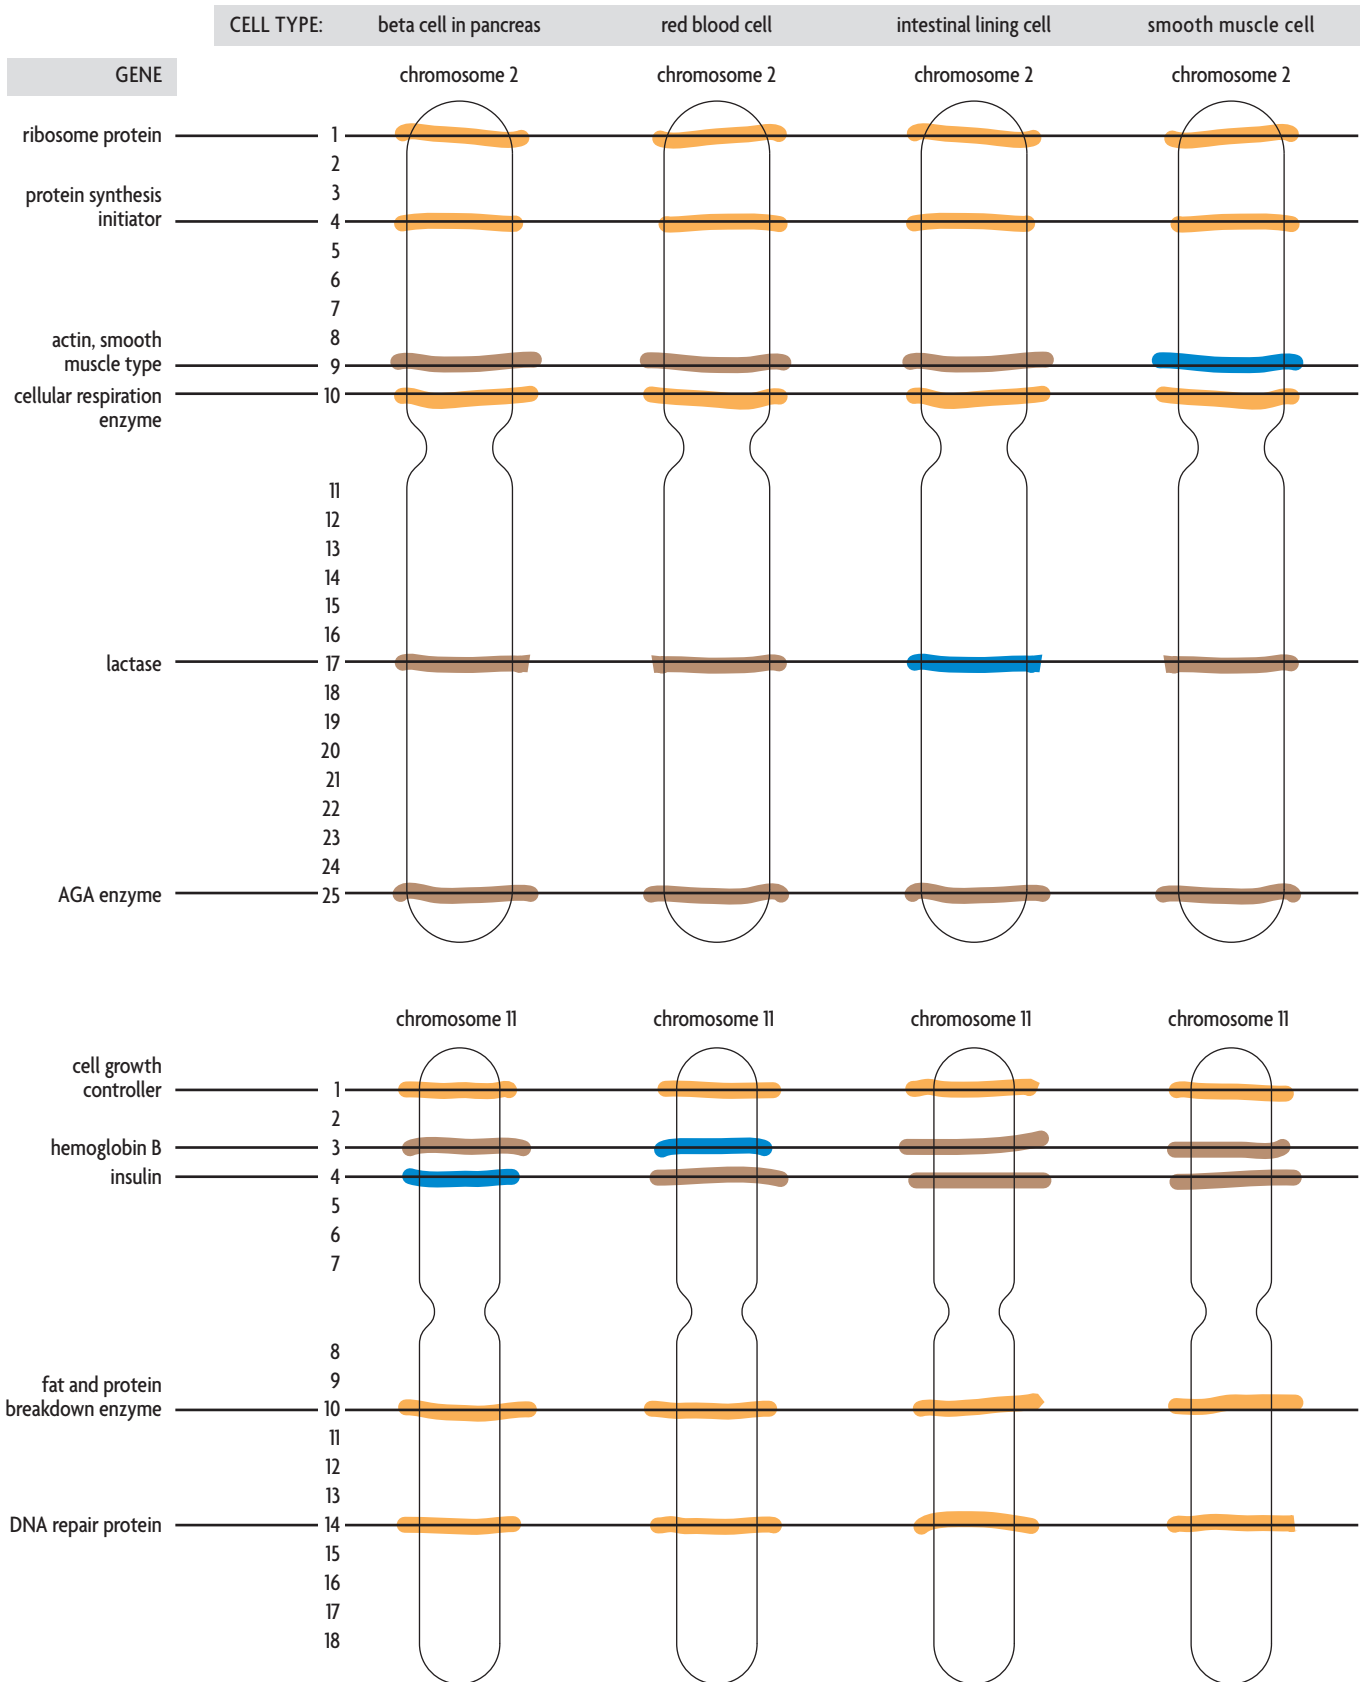 CELL TYPE: beta cell in pancreas red blood cell intestinal lining cell smooth muscle cell
GENE chromosome 2 chromosome 2 chromosome 2 chromosome 2
ribosome protein 1
2
3
protein synthesis
initiator 4
5
6
7
8
actin, smooth
muscle type 9
cellular respiration
enzyme 10
11
12
13
14
15
16
lactase 17
18
19
20
21
22
23
24
AGA enzyme 25
chromosome 11 chromosome 11 chromosome 11 chromosome 11
cell growth
controller 1
2
hemoglobin B 3
insulin 4
5
6
7
8
9
fat and protein
breakdown enzyme 10
11
12
13
DNA repair protein 14
15
16
17
18